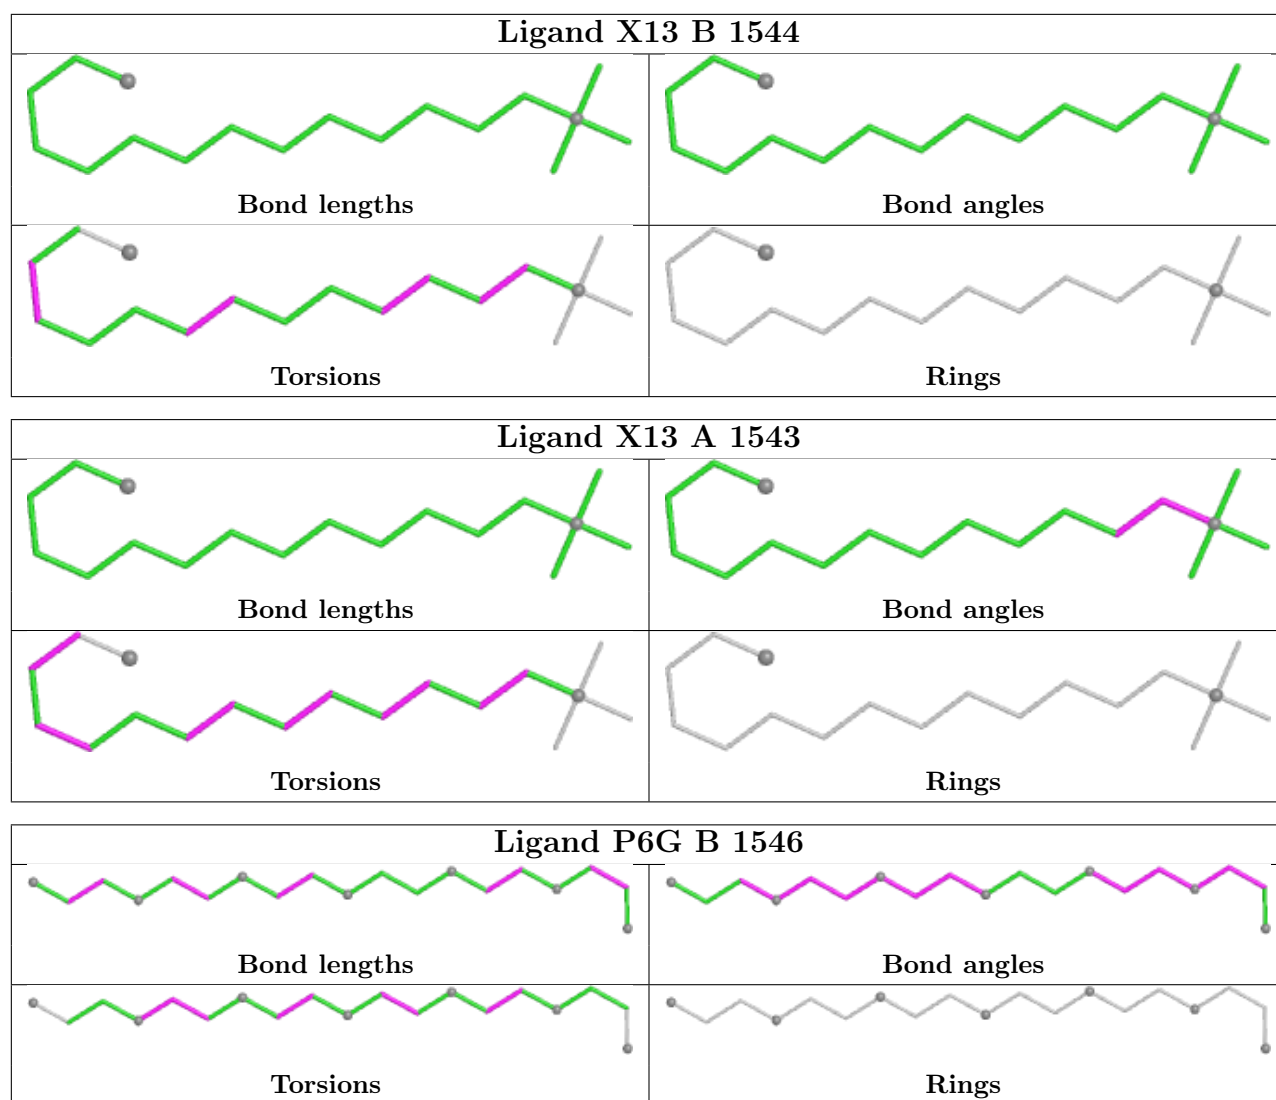 Ligand X13 B 1544
Bond lengths
Bond angles
Torsions
Rings
Ligand X13 A 1543
Bond lengths
Bond angles
Torsions
Rings
Ligand P6G B 1546
Bond lengths
Bond angles
Torsions
Rings